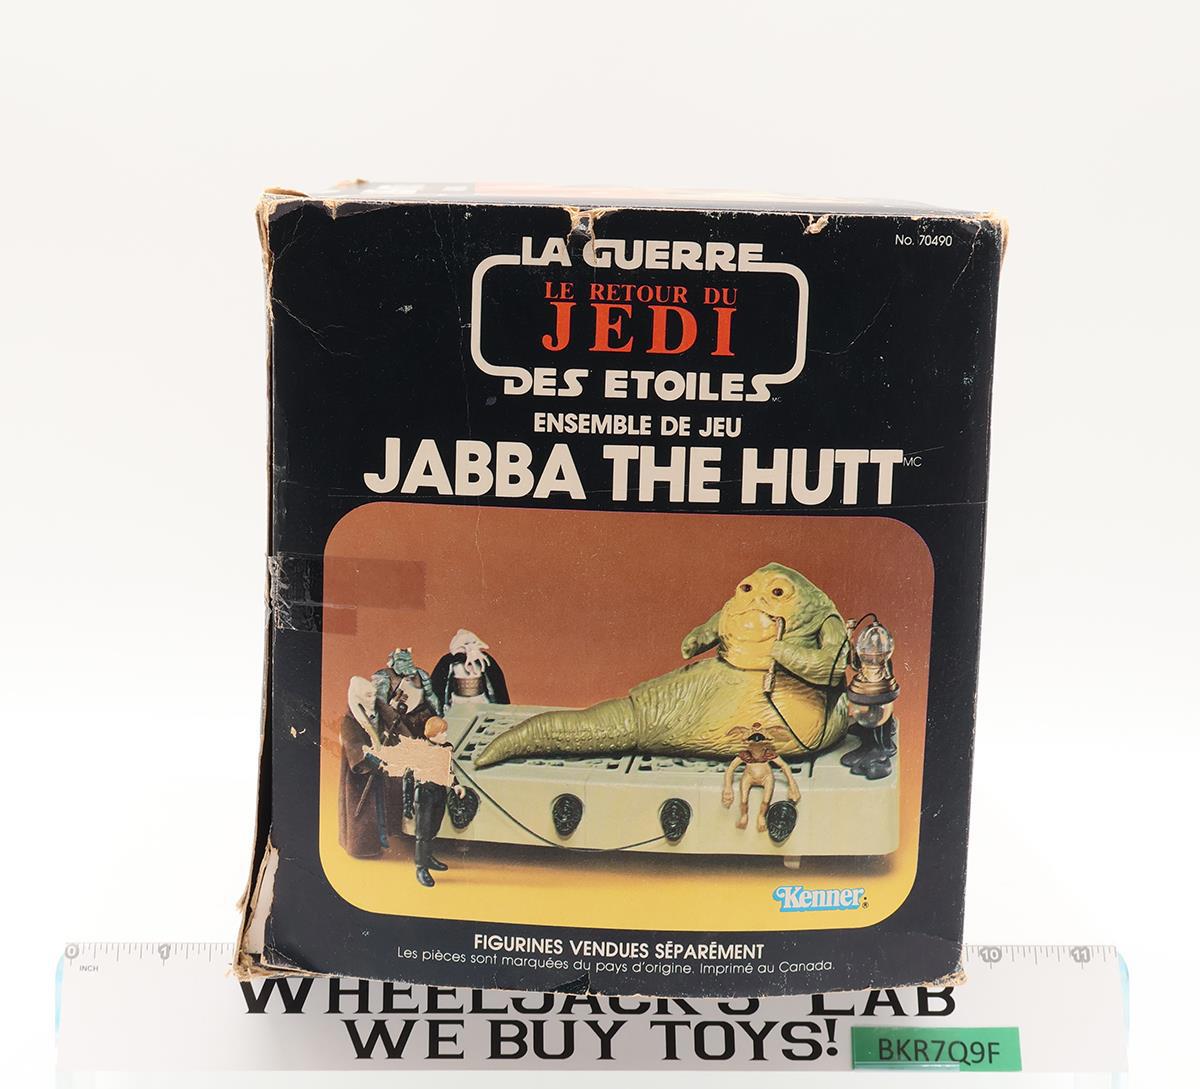 No. 70490
LA GUERRE
LE RETOUR DU
JEDI
DES ETOILES MC
ENSEMBLE DE JEU
JABBA THE HUTT MC
Kenner®
FIGURINES VENDUES SÉPARÉMENT
Les pièces sont marquées du pays d'origine. Imprimé au Canada.
0 1 10 11
INCH
WHEELJACK'S LAB
WE BUY TOYS!
BKR7Q9F